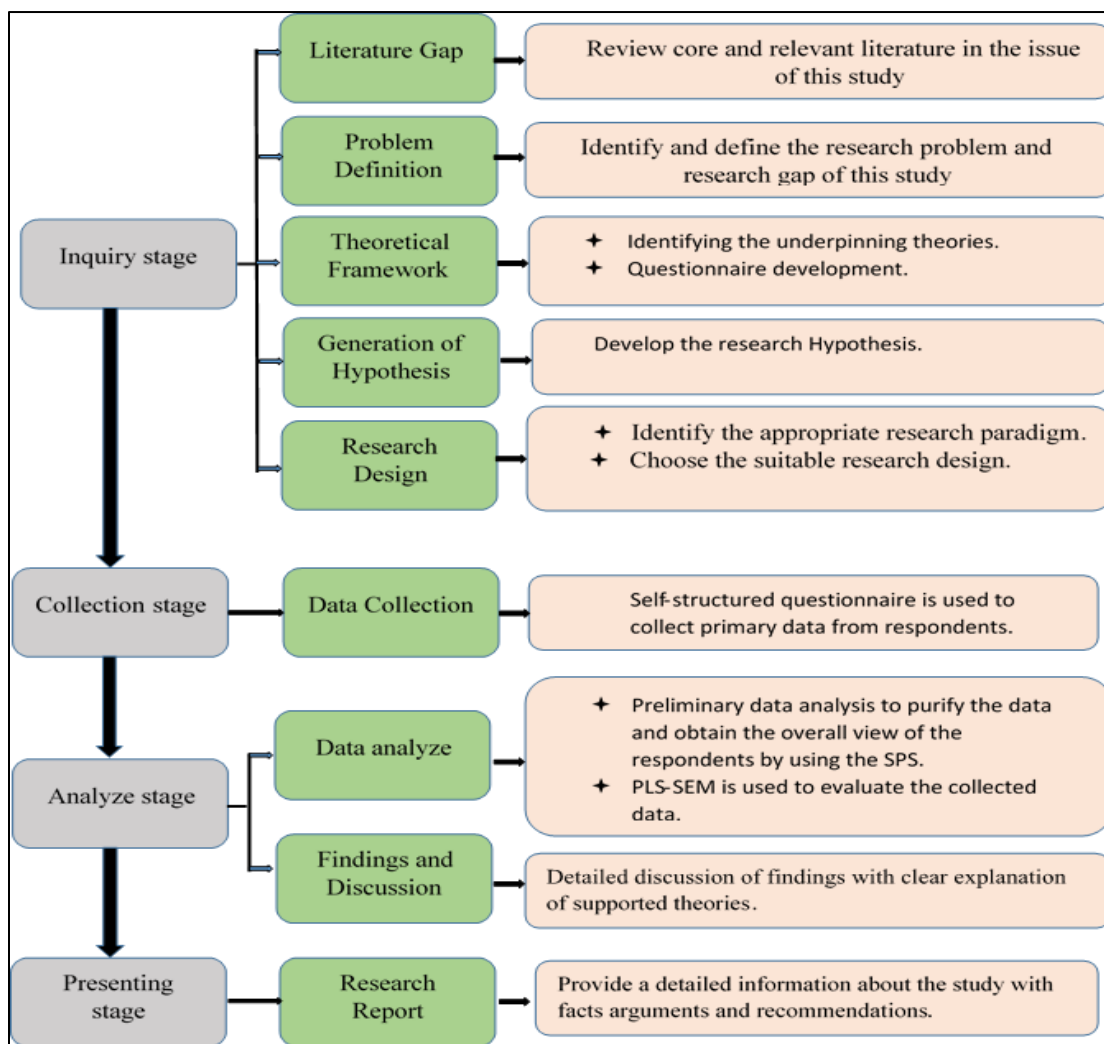 Literature Gap
Review core and relevant literature in the issue
of this study
Problem
Definition
Identify and define the research problem and
research gap of this study
Inquiry stage
Theoretical
Framework
✦ Identifying the underpinning theories.
✦ Questionnaire development.
Generation of
Hypothesis
Develop the research Hypothesis.
Research
Design
✦ Identify the appropriate research paradigm.
✦ Choose the suitable research design.
Collection stage
Data Collection
Self-structured questionnaire is used to
collect primary data from respondents.
Analyze stage
Data analyze
✦ Preliminary data analysis to purify the data
and obtain the overall view of the
respondents by using the SPS.
✦ PLS-SEM is used to evaluate the collected
data.
Findings and
Discussion
Detailed discussion of findings with clear explanation
of supported theories.
Presenting
stage
Research
Report
Provide a detailed information about the study with
facts arguments and recommendations.